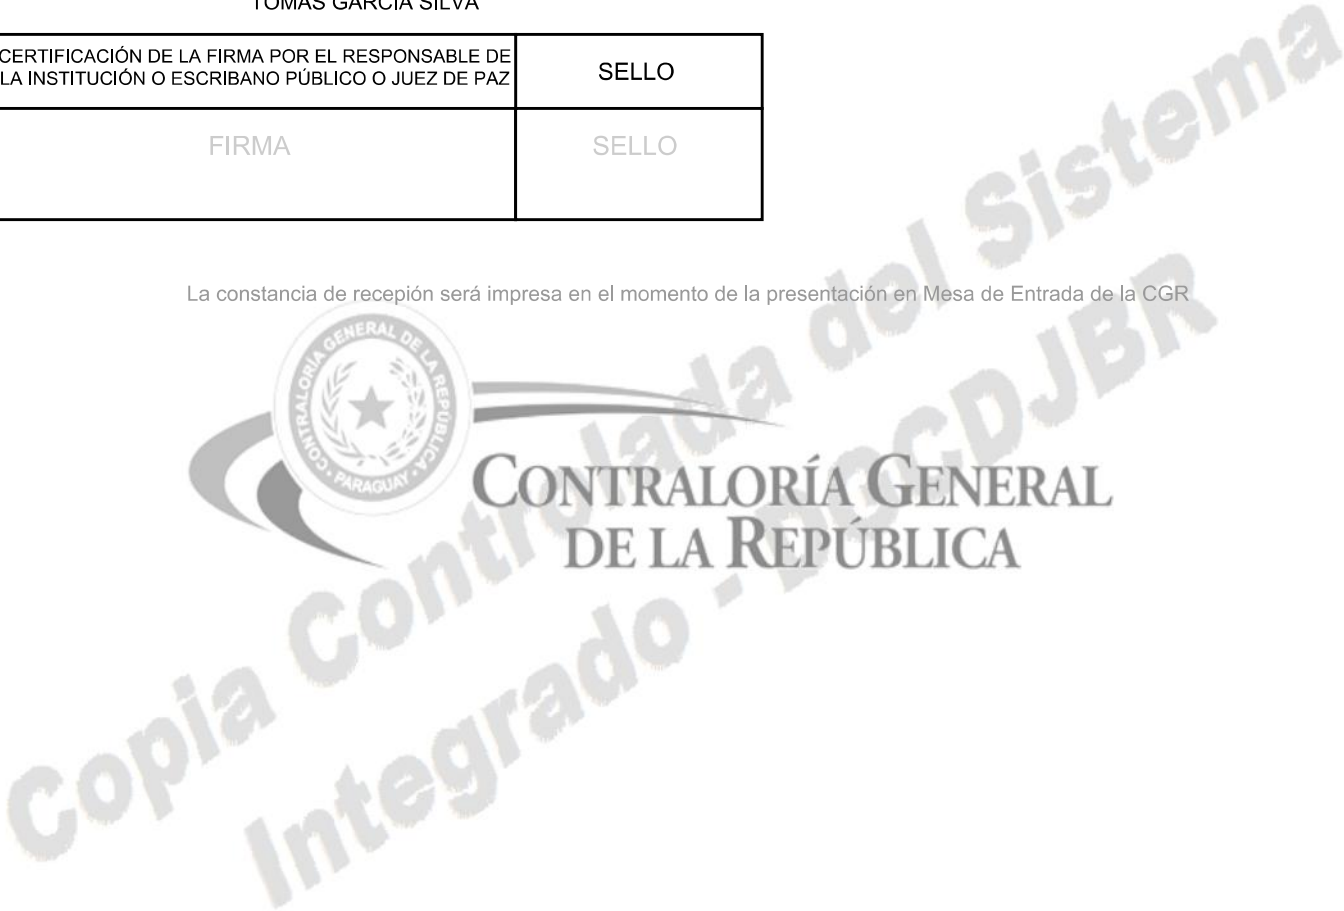 TOMAS GARCIA SILVA
CERTIFICACIÓN DE LA FIRMA POR EL RESPONSABLE DE
LA INSTITUCIÓN O ESCRIBANO PÚBLICO O JUEZ DE PAZ
SELLO
FIRMA
SELLO
La constancia de recepión será impresa en el momento de la presentación en Mesa de Entrada de la CGR
CONTRALORÍA GENERAL DE LA REPÚBLICA
PARAGUAY
CONTRALORÍA GENERAL
DE LA REPÚBLICA
Copia Controlada del Sistema
Integrado - DGCDJBR